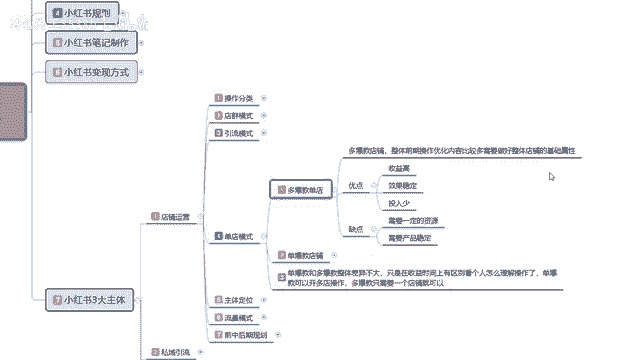 4 小红书规则
5 小红书笔记制作
6 小红书变现方式
7 小红书3大主体
1 店铺运营
1 操作分类
2 店群模式
3 引流模式
4 单店模式
1 多爆款单店
多爆款店铺，整体前期操作优化内容比较多需要做好整体店铺的基础属性
优点
收益高
效果稳定
投入少
缺点
需要一定的资源
需要产品稳定
2 单爆款店铺
3 单爆款和多爆款整体差异不大，只是在收益时间上有区别看个人怎么理解操作了，单爆
款可以开多店操作，多爆款只需要一个店铺就可以
5 主体定位
6 流量模式
7 前中后期规划
2 私域引流